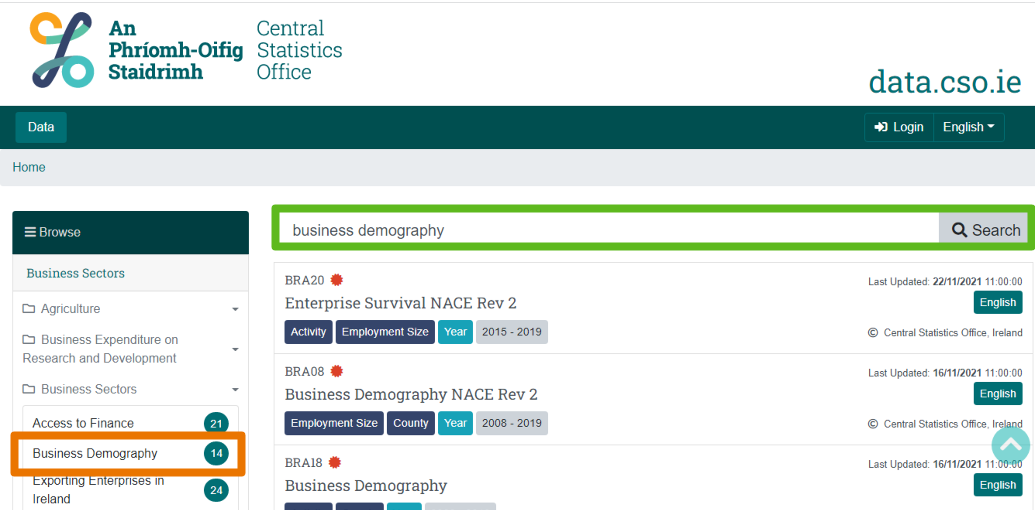 An
Phríomh-Oifig
Staidrimh
Central
Statistics
Office
data.cso.ie
Data
Login
English
Home
Browse
Business Sectors
Agriculture
Business Expenditure on
Research and Development
Business Sectors
Access to Finance 21
Business Demography 14
Exporting Enterprises in
Ireland 24
business demography
Search
BRA20
Last Updated: 22/11/2021 11:00:00
Enterprise Survival NACE Rev 2
English
Activity Employment Size Year 2015 - 2019
© Central Statistics Office, Ireland
BRA08
Last Updated: 16/11/2021 11:00:00
Business Demography NACE Rev 2
English
Employment Size County Year 2008 - 2019
© Central Statistics Office, Ireland
BRA18
Last Updated: 16/11/2021 11:00:00
Business Demography
English